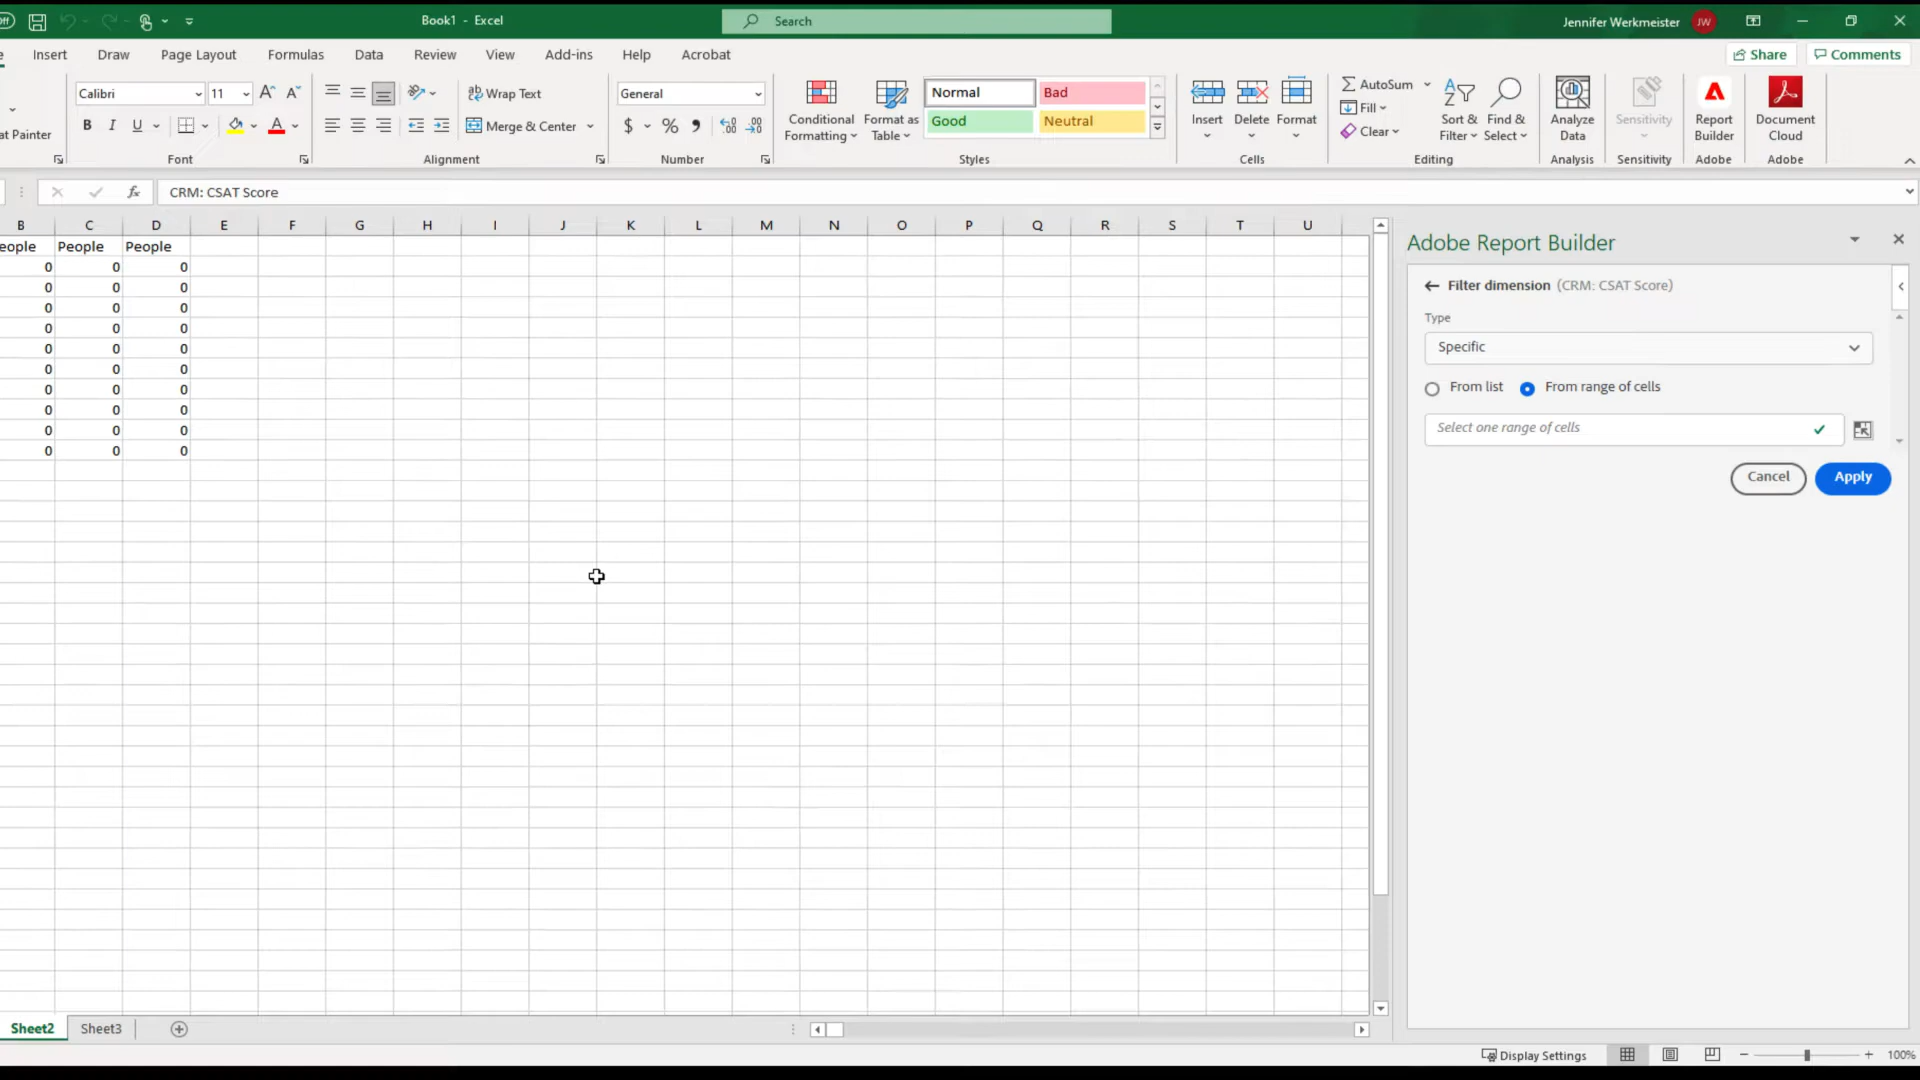 Book1 - Excel
Search
Jennifer Werkmeister
JW
Insert Draw Page Layout Formulas Data Review View Add-ins Help Acrobat
Share
Comments
Calibri 11
Wrap Text
General
Conditional Formatting
Format as Table
Normal Bad
Good Neutral
Insert Delete Format
AutoSum
Fill
Clear
Sort & Filter
Find & Select
Analyze Data
Sensitivity
Report Builder
Document Cloud
at Painter
B I U
Merge & Center
$ %
Font Alignment Number Styles Cells Editing Analysis Sensitivity Adobe Adobe
fx CRM: CSAT Score
B C D E F G H I J K L M N O P Q R S T U
eople People People
0 0 0
0 0 0
0 0 0
0 0 0
0 0 0
0 0 0
0 0 0
0 0 0
0 0 0
0 0 0
Adobe Report Builder
Filter dimension (CRM: CSAT Score)
Type
Specific
From list From range of cells
Select one range of cells
Cancel Apply
Sheet2 Sheet3
Display Settings
100%